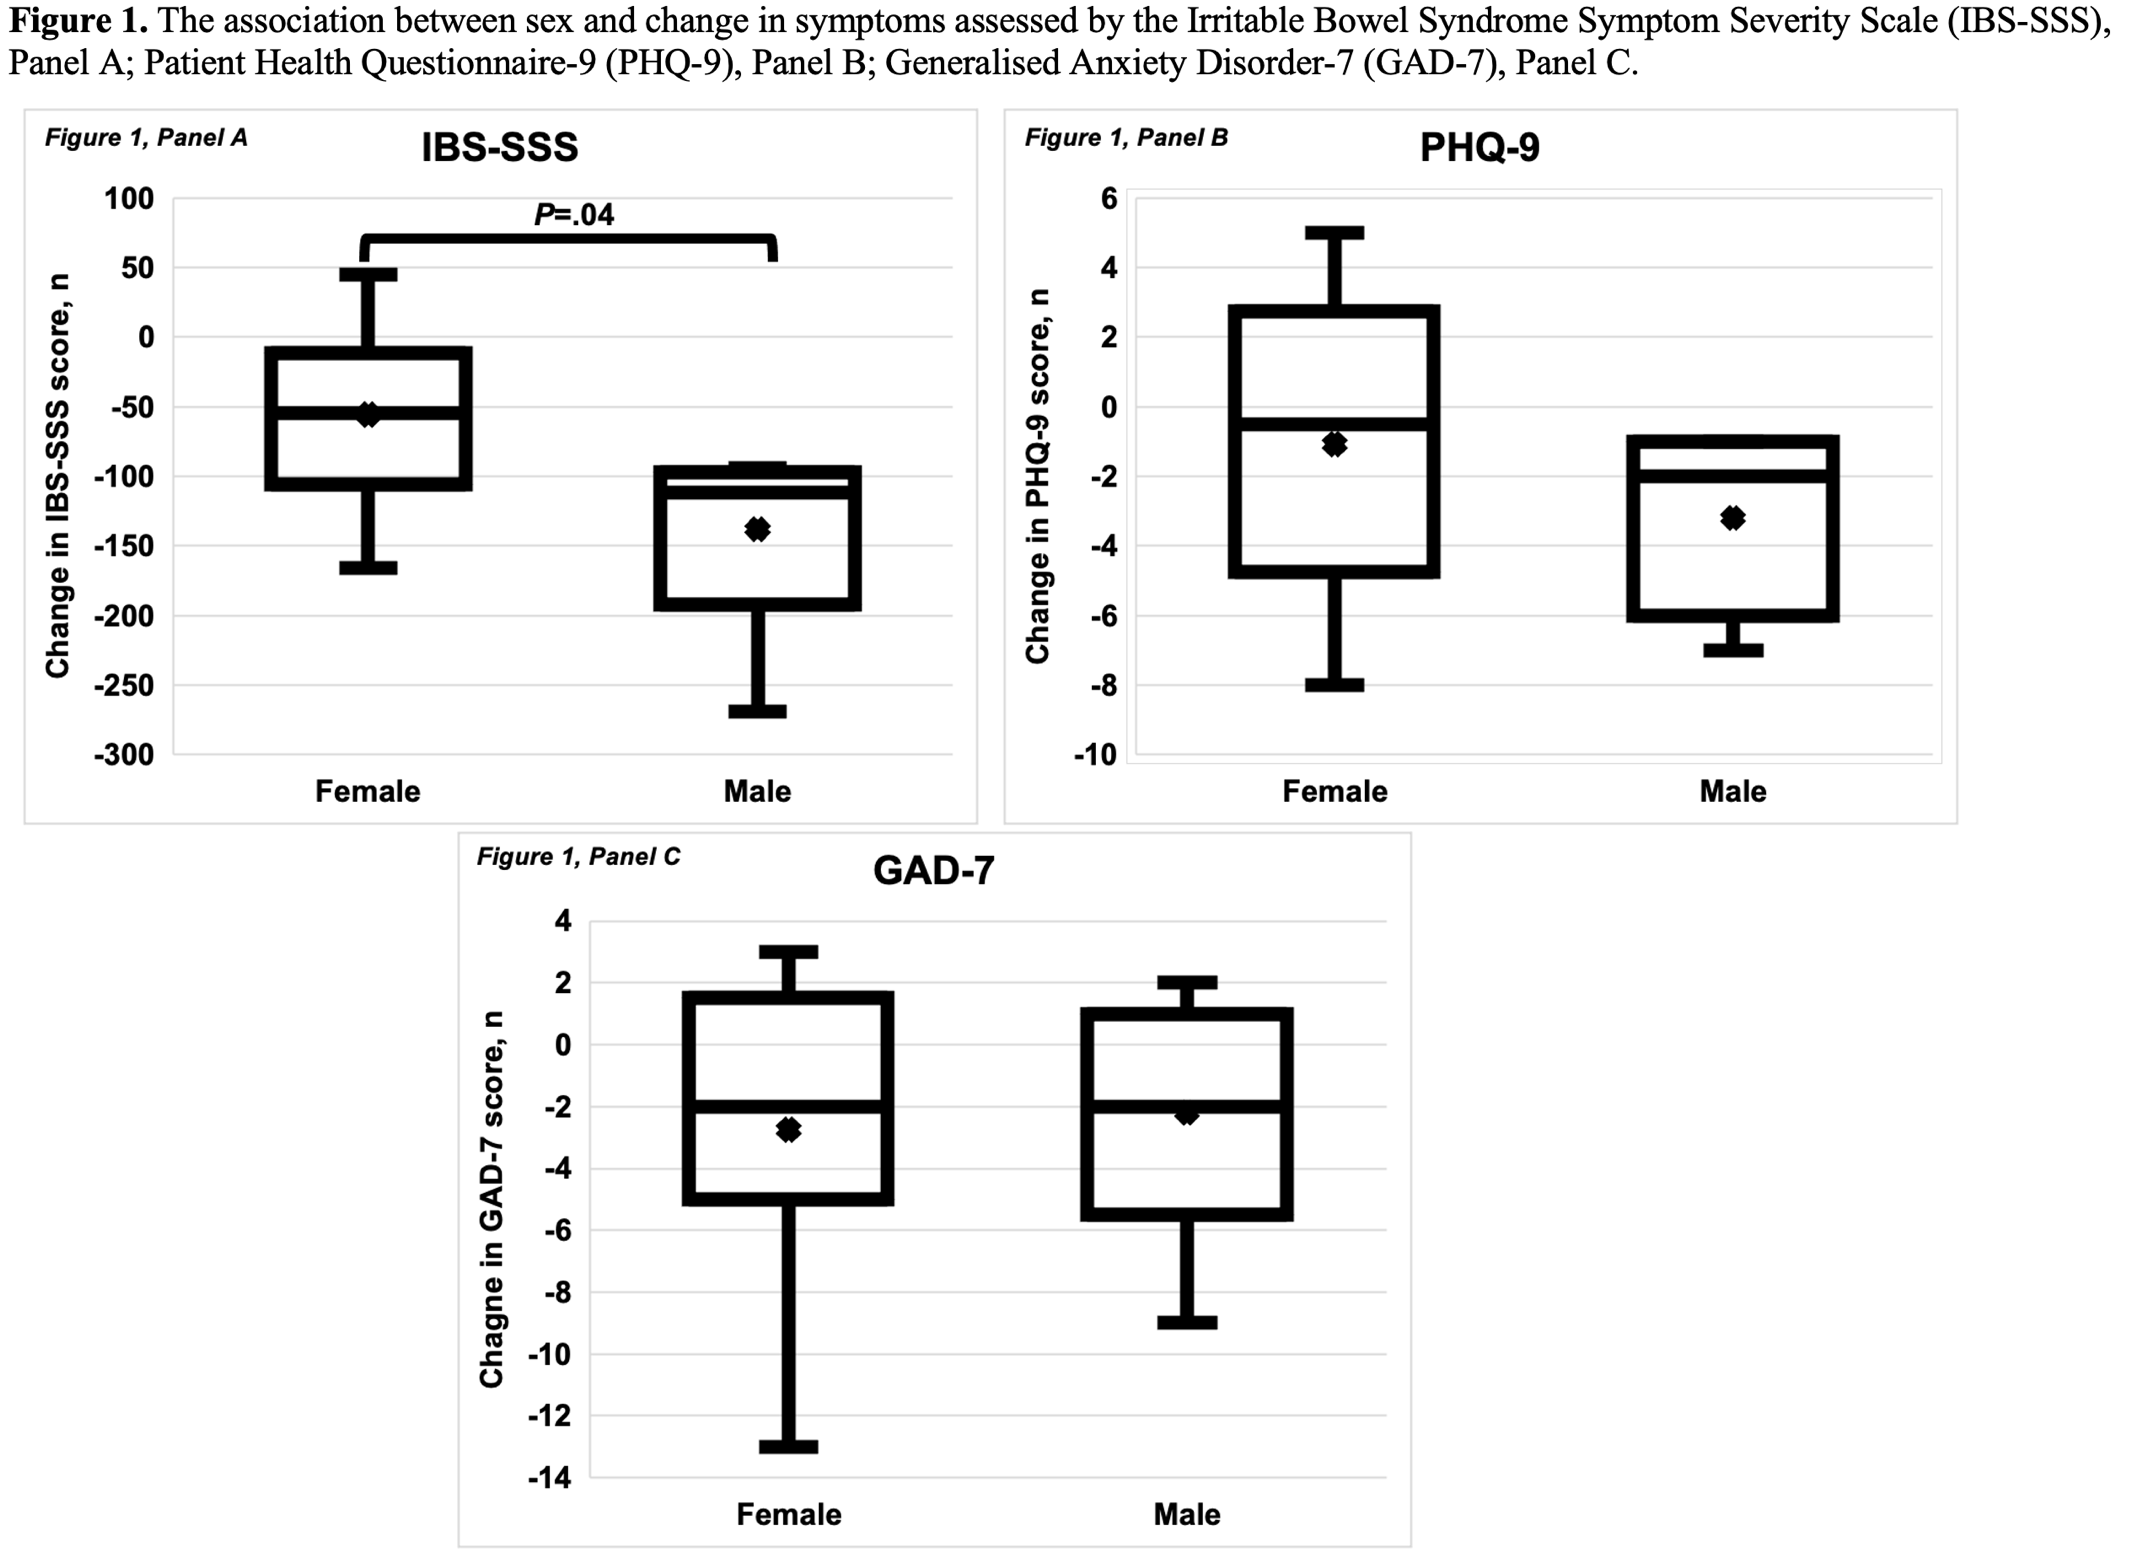 Figure 1. The association between sex and change in symptoms assessed by the Irritable Bowel Syndrome Symptom Severity Scale (IBS-SSS),
Panel A; Patient Health Questionnaire-9 (PHQ-9), Panel B; Generalised Anxiety Disorder-7 (GAD-7), Panel C.
Figure 1, Panel A
IBS-SSS
P=.04
Change in IBS-SSS score, n
100
50
0
-50
-100
-150
-200
-250
-300
Female
Male
Figure 1, Panel B
PHQ-9
Change in PHQ-9 score, n
6
4
2
0
-2
-4
-6
-8
-10
Female
Male
Figure 1, Panel C
GAD-7
Chagne in GAD-7 score, n
4
2
0
-2
-4
-6
-8
-10
-12
-14
Female
Male